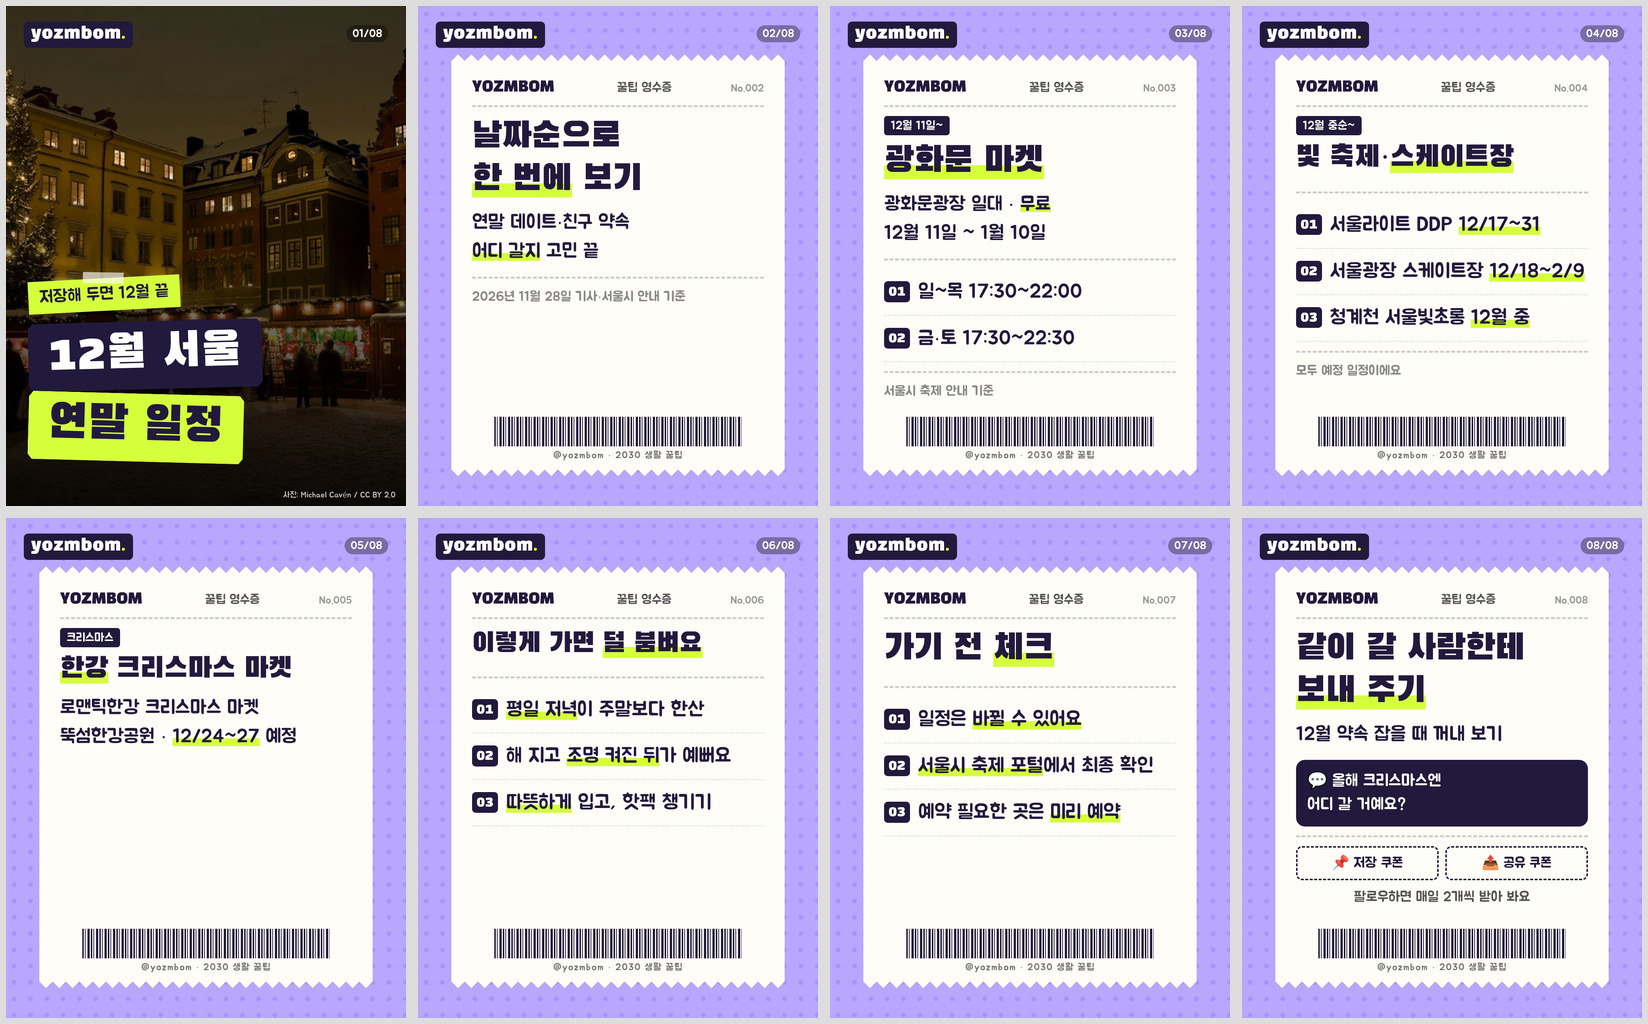 yozmbom.
01/08
저장해 두면 12월 끝
12월 서울
연말 일정
사진: Michael Cavén / CC BY 2.0
yozmbom.
02/08
YOZMBOM 꿀팁 영수증 No.002
날짜순으로
한 번에 보기
연말 데이트·친구 약속
어디 갈지 고민 끝
2026년 11월 28일 기사·서울시 안내 기준
@yozmbom · 2030 생활 꿀팁
yozmbom.
03/08
YOZMBOM 꿀팁 영수증 No.003
12월 11일~
광화문 마켓
광화문광장 일대 · 무료
12월 11일 ~ 1월 10일
01 일~목 17:30~22:00
02 금·토 17:30~22:30
서울시 축제 안내 기준
@yozmbom · 2030 생활 꿀팁
yozmbom.
04/08
YOZMBOM 꿀팁 영수증 No.004
12월 중순~
빛 축제·스케이트장
01 서울라이트 DDP 12/17~31
02 서울광장 스케이트장 12/18~2/9
03 청계천 서울빛초롱 12월 중
모두 예정 일정이에요
@yozmbom · 2030 생활 꿀팁
yozmbom.
05/08
YOZMBOM 꿀팁 영수증 No.005
크리스마스
한강 크리스마스 마켓
로맨틱한강 크리스마스 마켓
뚝섬한강공원 · 12/24~27 예정
@yozmbom · 2030 생활 꿀팁
yozmbom.
06/08
YOZMBOM 꿀팁 영수증 No.006
이렇게 가면 덜 붐벼요
01 평일 저녁이 주말보다 한산
02 해 지고 조명 켜진 뒤가 예뻐요
03 따뜻하게 입고, 핫팩 챙기기
@yozmbom · 2030 생활 꿀팁
yozmbom.
07/08
YOZMBOM 꿀팁 영수증 No.007
가기 전 체크
01 일정은 바뀔 수 있어요
02 서울시 축제 포털에서 최종 확인
03 예약 필요한 곳은 미리 예약
@yozmbom · 2030 생활 꿀팁
yozmbom.
08/08
YOZMBOM 꿀팁 영수증 No.008
같이 갈 사람한테
보내 주기
12월 약속 잡을 때 꺼내 보기
💬 올해 크리스마스엔
어디 갈 거예요?
📌 저장 쿠폰
📤 공유 쿠폰
팔로우하면 매일 2개씩 받아 봐요
@yozmbom · 2030 생활 꿀팁